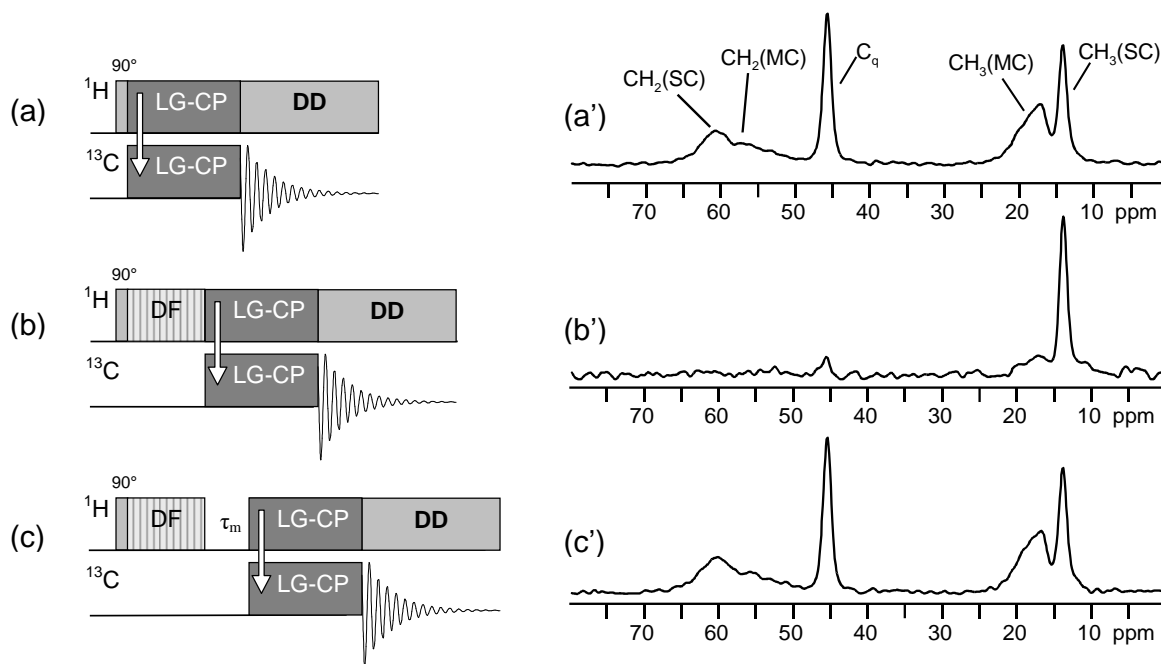 (a)
90°
¹H
LG-CP
DD
¹³C
LG-CP
(a')
CH₂(SC)
CH₂(MC)
C_q
CH₃(MC)
CH₃(SC)
70 60 50 40 30 20 10 ppm
(b)
90°
¹H
DF
LG-CP
DD
¹³C
LG-CP
(b')
70 60 50 40 30 20 10 ppm
(c)
90°
¹H
DF
τₘ
LG-CP
DD
¹³C
LG-CP
(c')
70 60 50 40 30 20 10 ppm